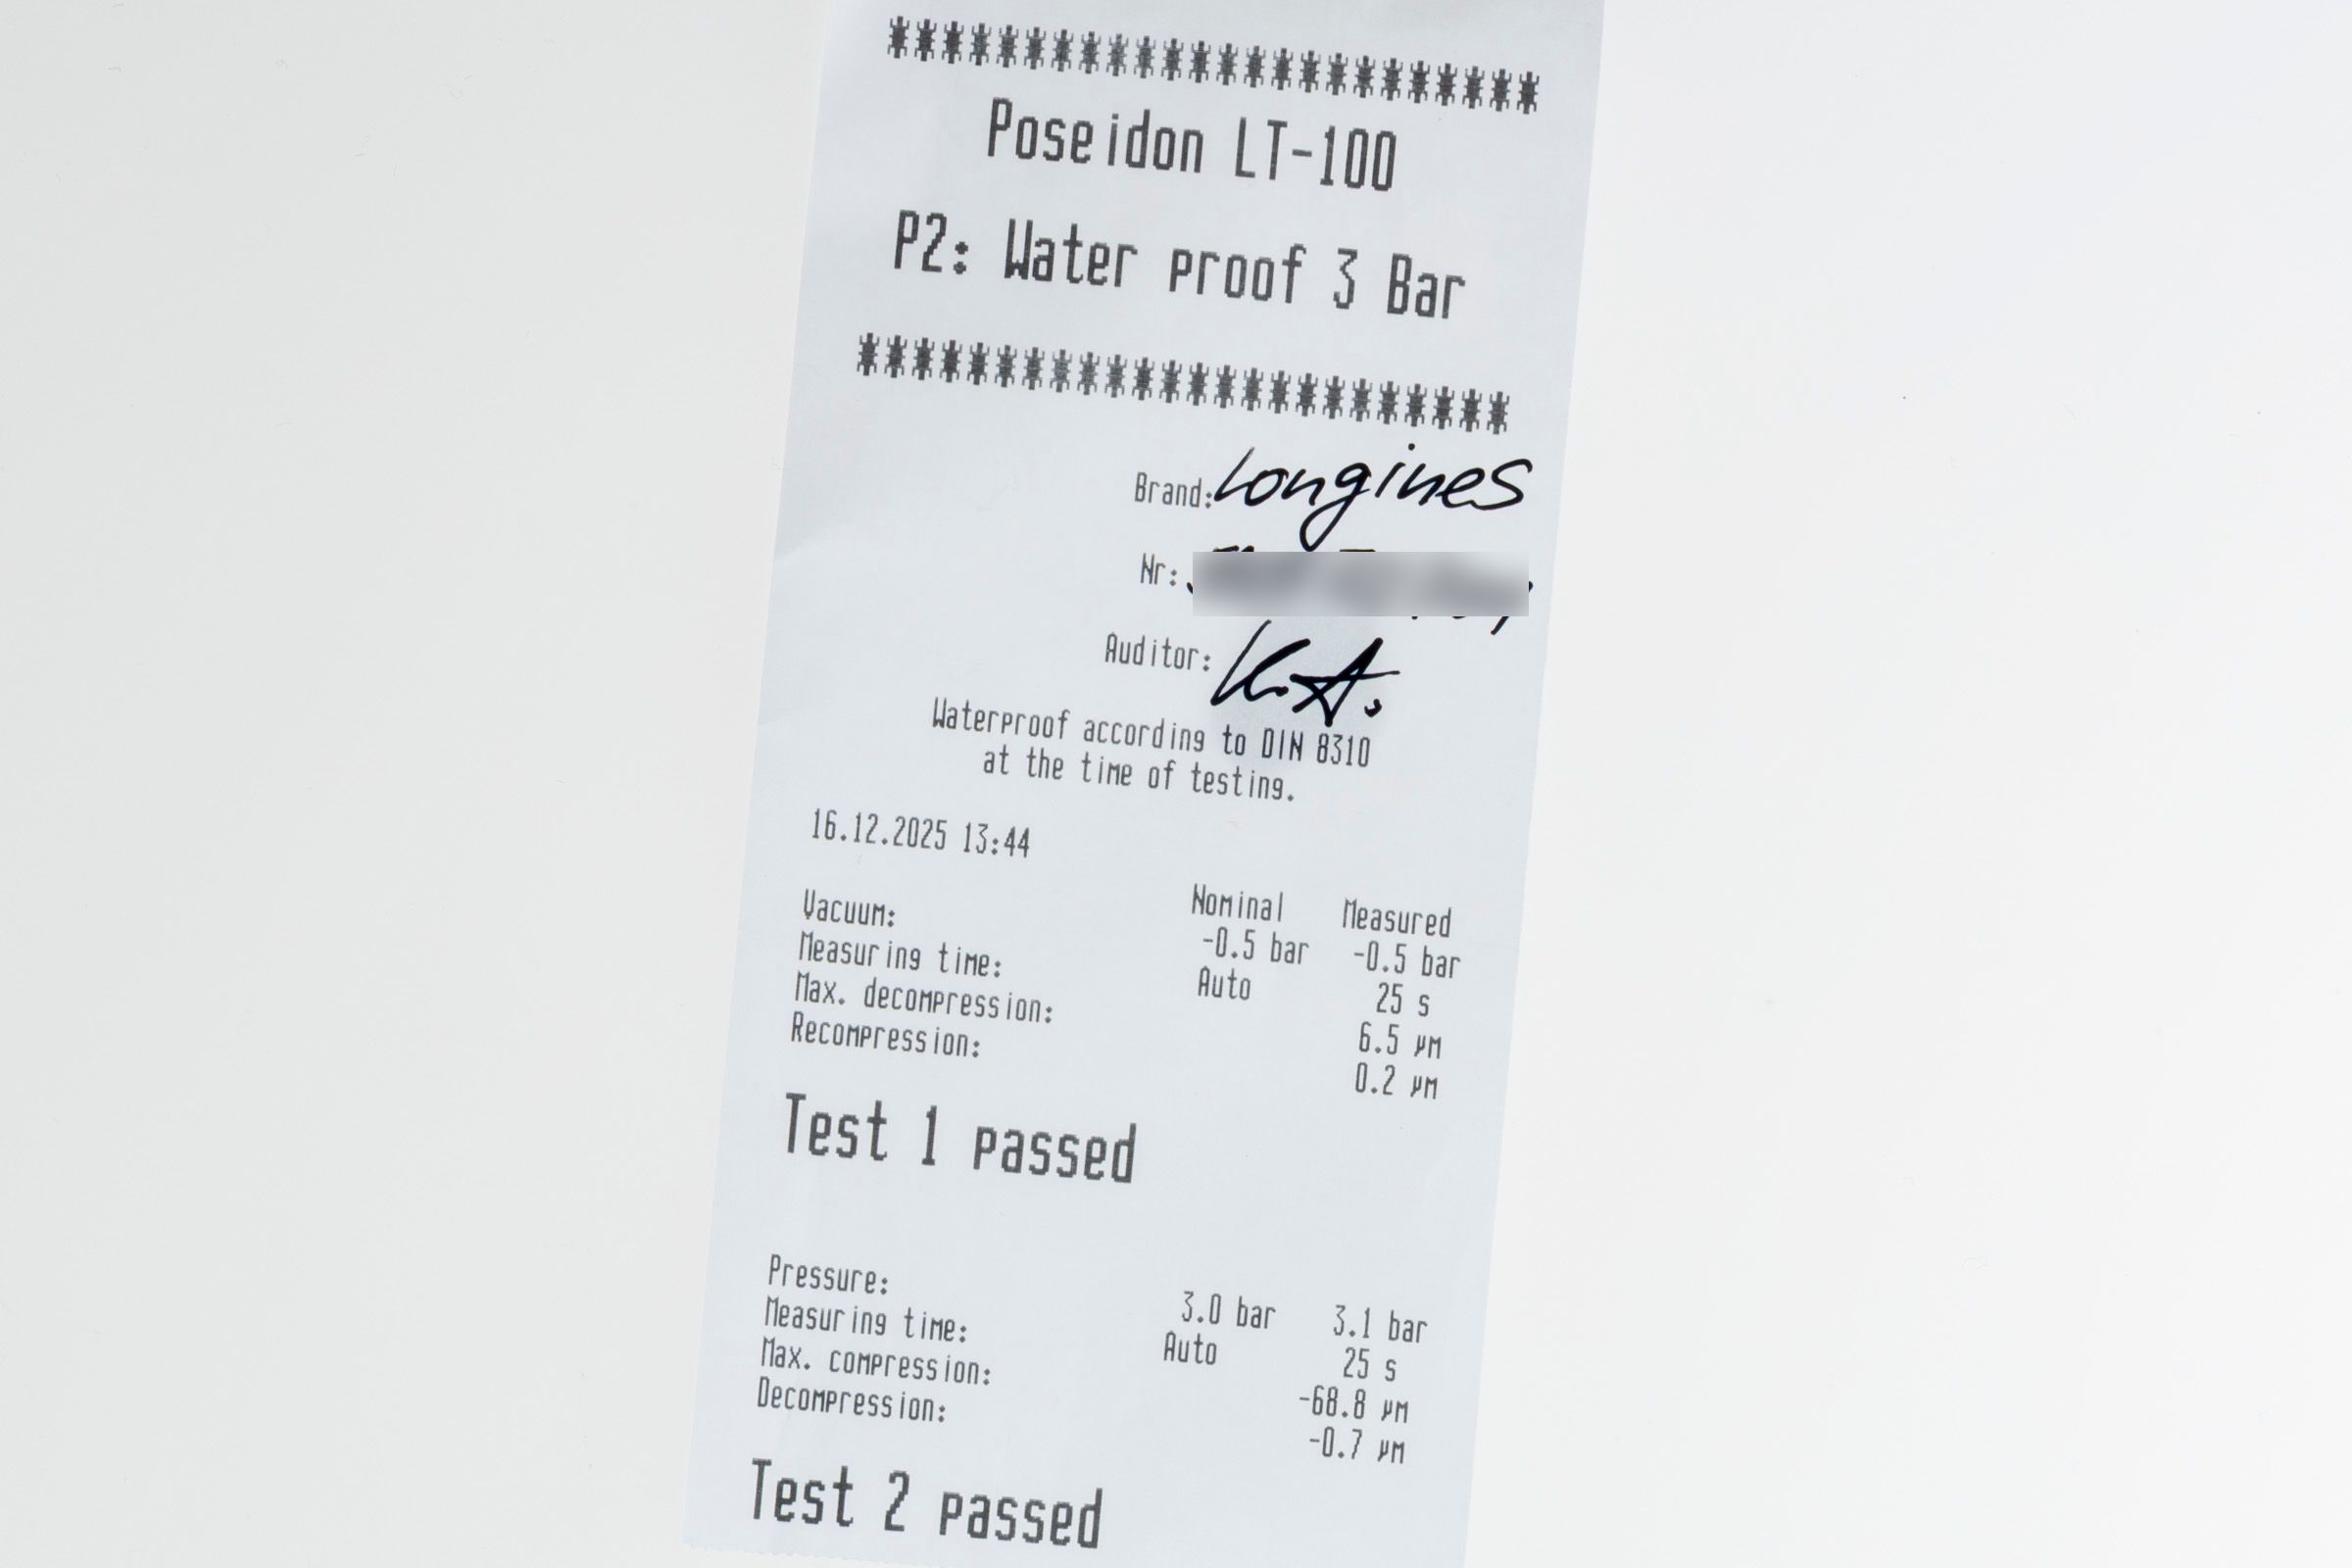 ************************
Poseidon LT-100
P2: Water proof 3 Bar
************************
Brand: Longines
Nr:
Auditor: K.A.
Waterproof according to DIN 8310
at the time of testing.
16.12.2025 13:44
Nominal Measured
Vacuum: -0.5 bar -0.5 bar
Measuring time: Auto 25 s
Max. decompression: 6.5 µm
Recompression: 0.2 µm
Test 1 passed
Pressure: 3.0 bar 3.1 bar
Measuring time: Auto 25 s
Max. compression: -68.8 µm
Decompression: -0.7 µm
Test 2 passed